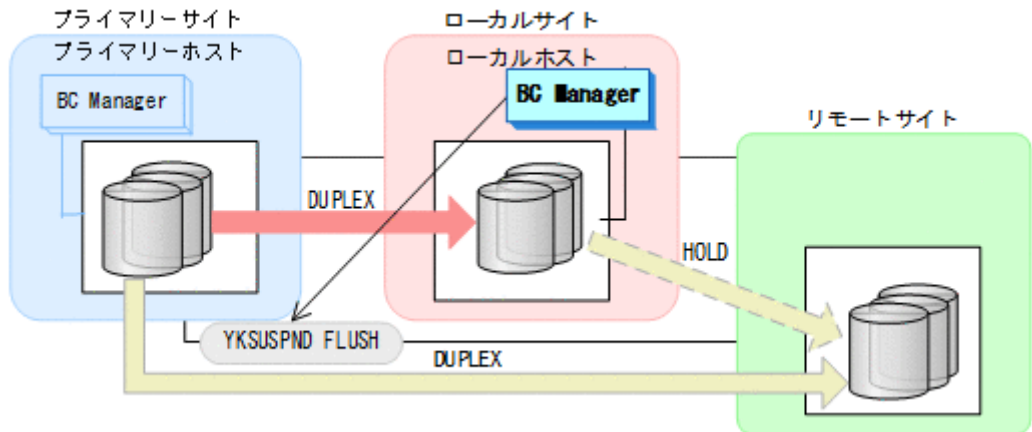 プライマリーサイト
プライマリーホスト
BC Manager
ローカルサイト
ローカルホスト
BC Manager
リモートサイト
DUPLEX
HOLD
YKSUSPND FLUSH
DUPLEX